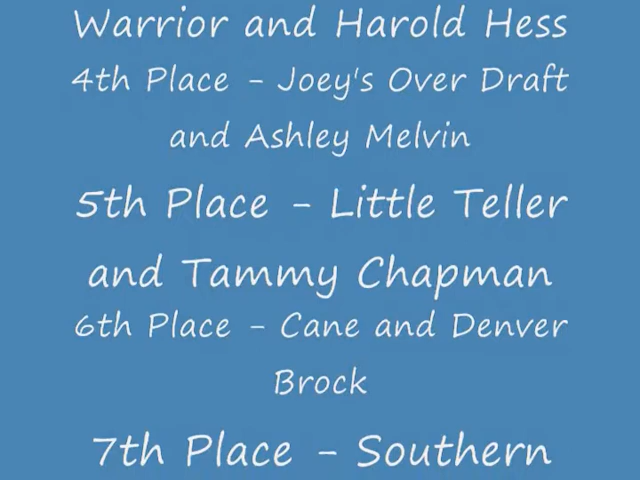 Warrior and Harold Hess
4th Place - Joey's Over Draft
and Ashley Melvin
5th Place - Little Teller
and Tammy Chapman
6th Place - Cane and Denver
Brock
7th Place - Southern